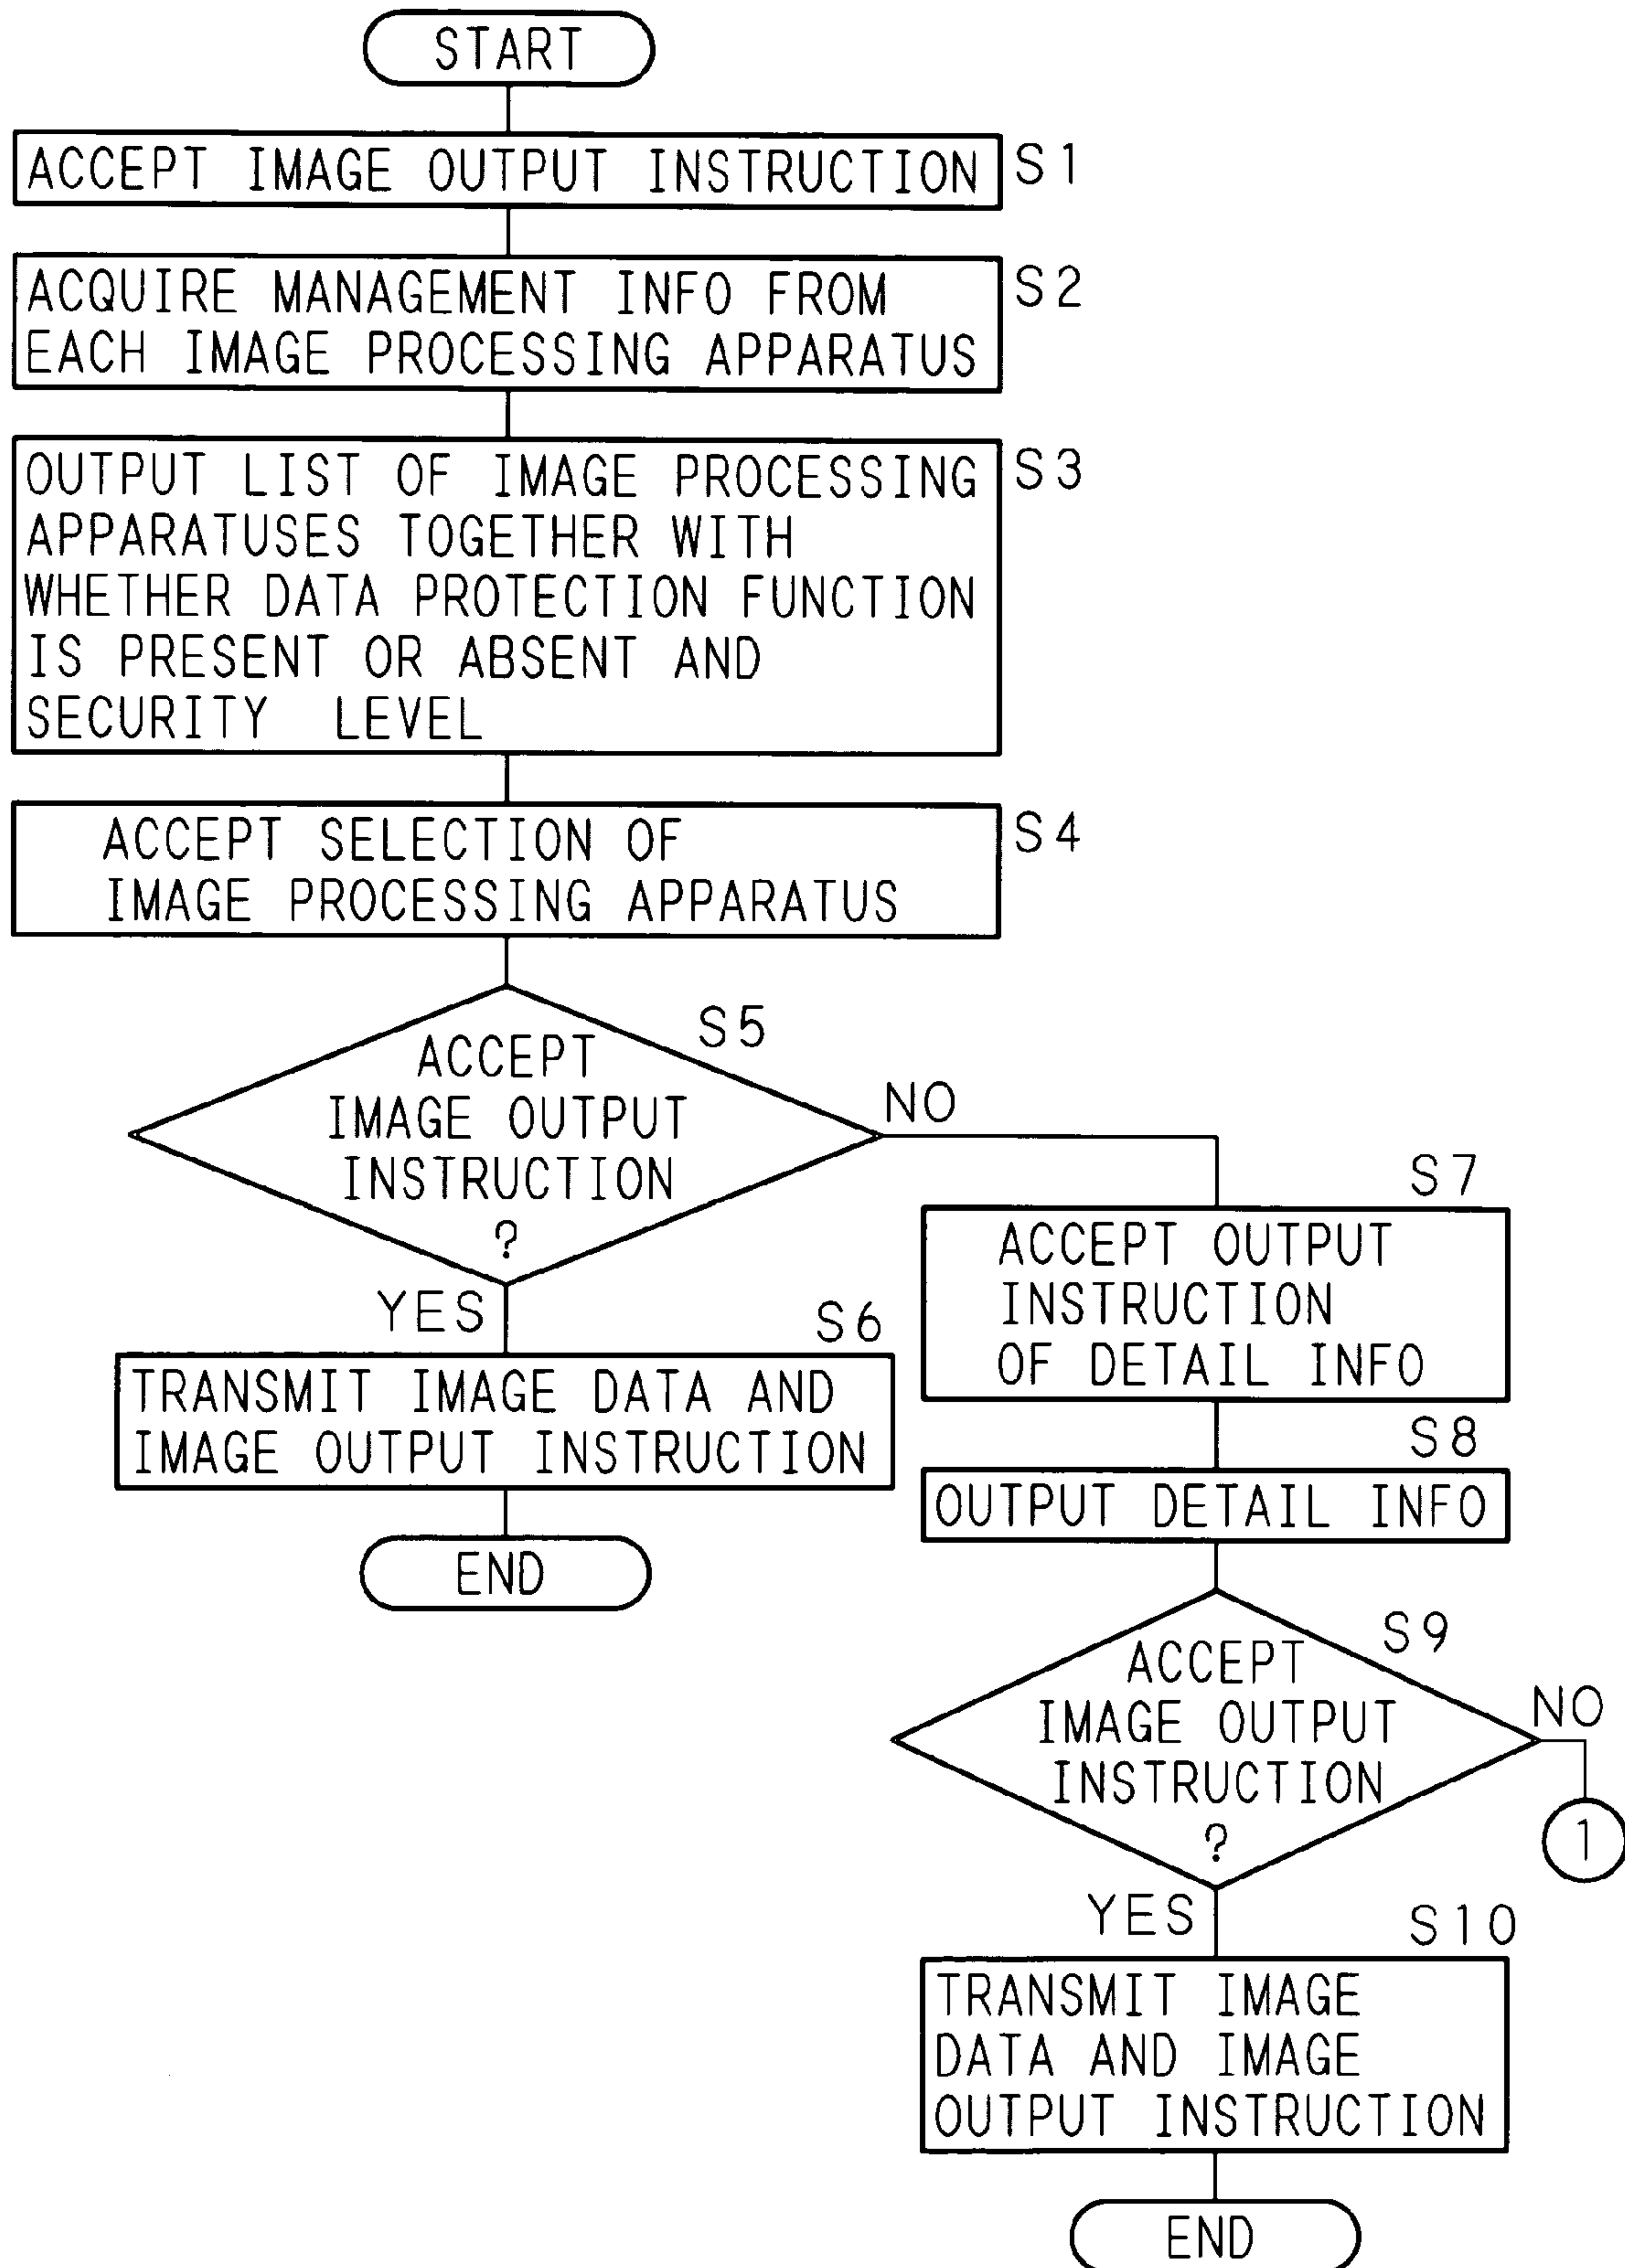 START
ACCEPT IMAGE OUTPUT INSTRUCTION
S1
ACQUIRE MANAGEMENT INFO FROM
EACH IMAGE PROCESSING APPARATUS
S2
OUTPUT LIST OF IMAGE PROCESSING
APPARATUSES TOGETHER WITH
WHETHER DATA PROTECTION FUNCTION
IS PRESENT OR ABSENT AND
SECURITY LEVEL
S3
ACCEPT SELECTION OF
IMAGE PROCESSING APPARATUS
S4
S5
ACCEPT
IMAGE OUTPUT
INSTRUCTION
?
NO
YES
S6
TRANSMIT IMAGE DATA AND
IMAGE OUTPUT INSTRUCTION
END
S7
ACCEPT OUTPUT
INSTRUCTION
OF DETAIL INFO
S8
OUTPUT DETAIL INFO
S9
ACCEPT
IMAGE OUTPUT
INSTRUCTION
?
NO
1
YES
S10
TRANSMIT IMAGE
DATA AND IMAGE
OUTPUT INSTRUCTION
END